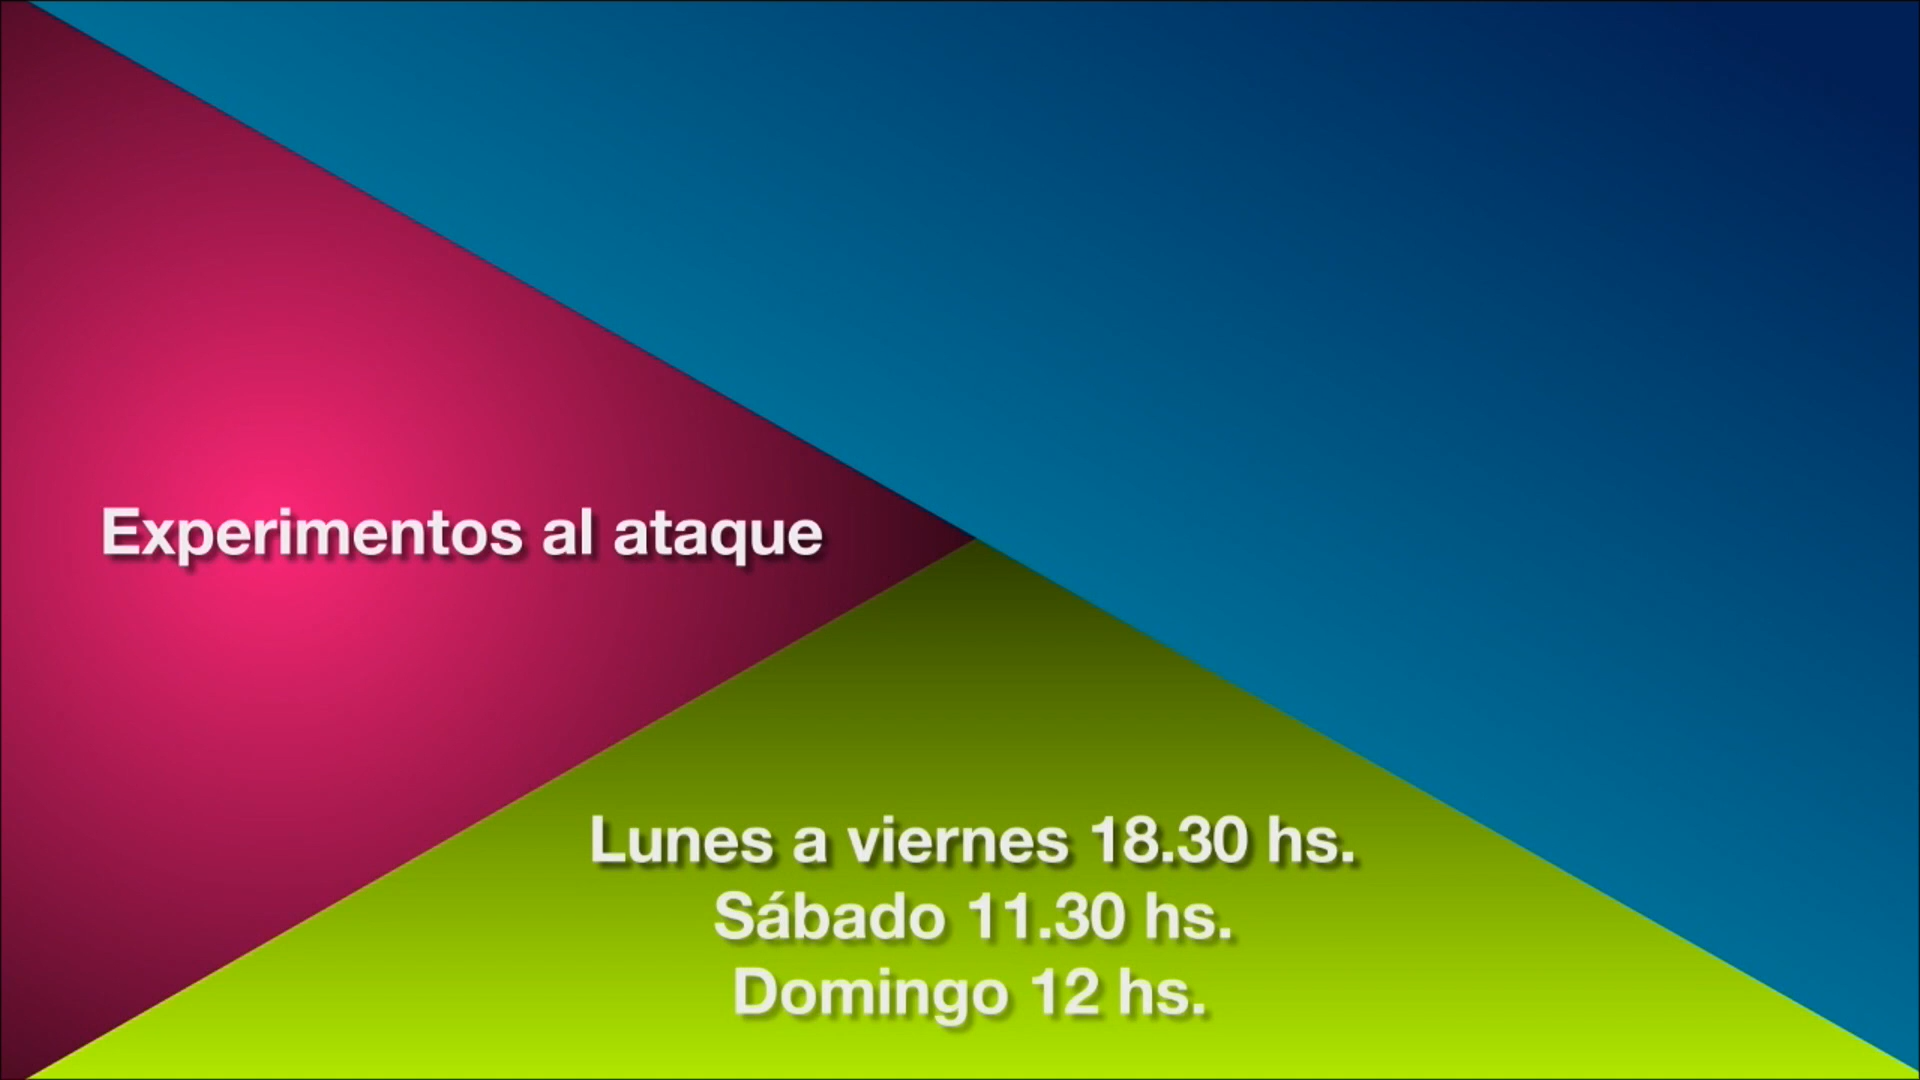 Experimentos al ataque
Lunes a viernes 18.30 hs.
Sábado 11.30 hs.
Domingo 12 hs.